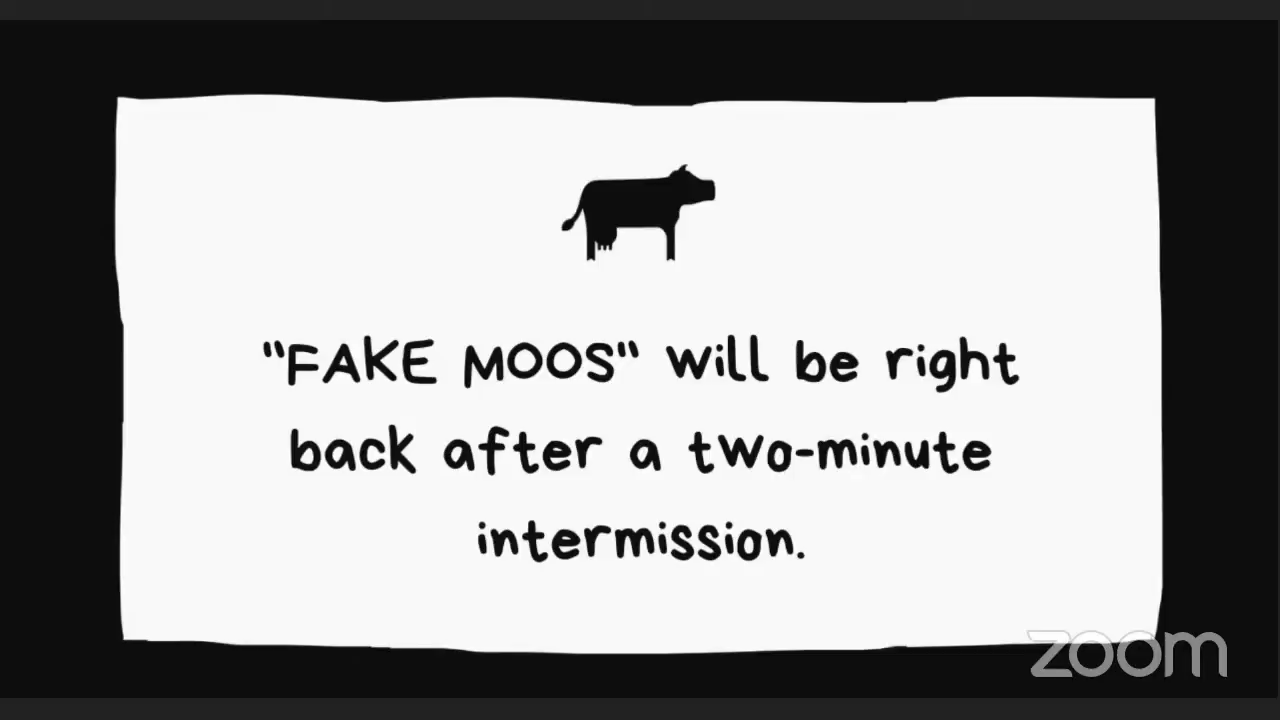 "FAKE MOOS" will be right
back after a two-minute
intermission.
zoom